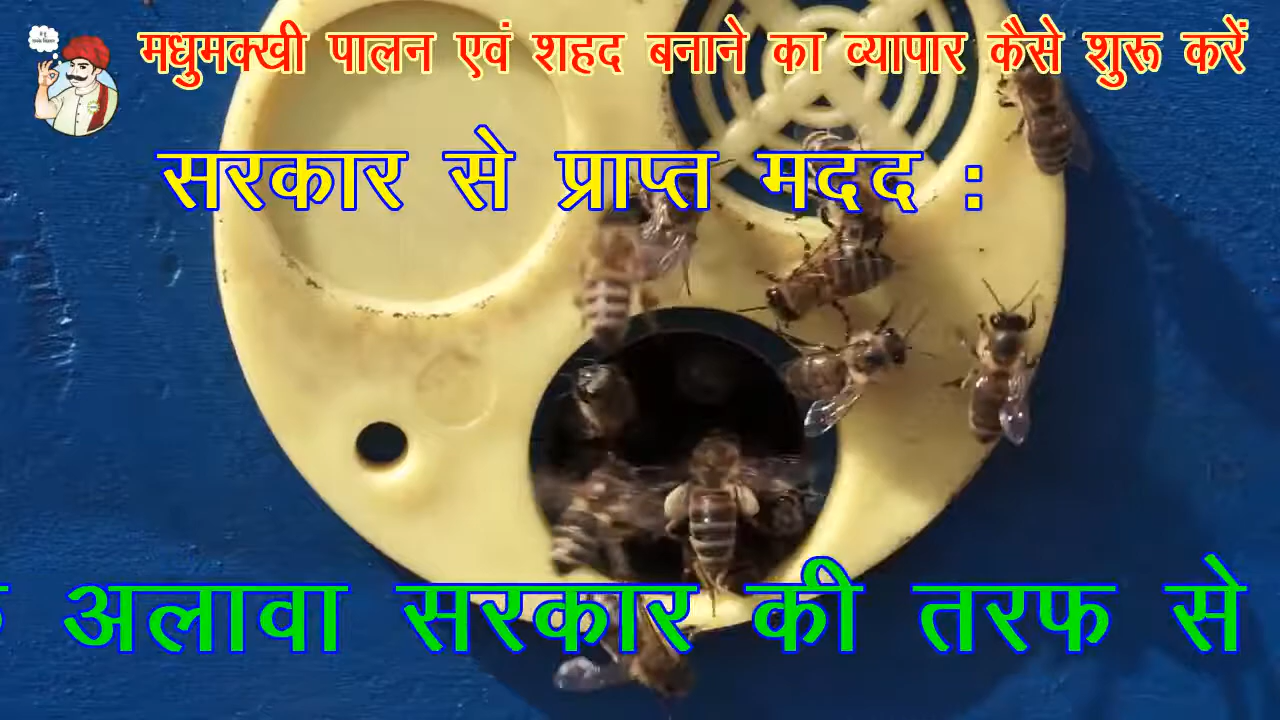 मधुमक्खी पालन एवं शहद बनाने का व्यापार कैसे शुरू करें
सरकार से प्राप्त मदद :
अलावा सरकार की तरफ से